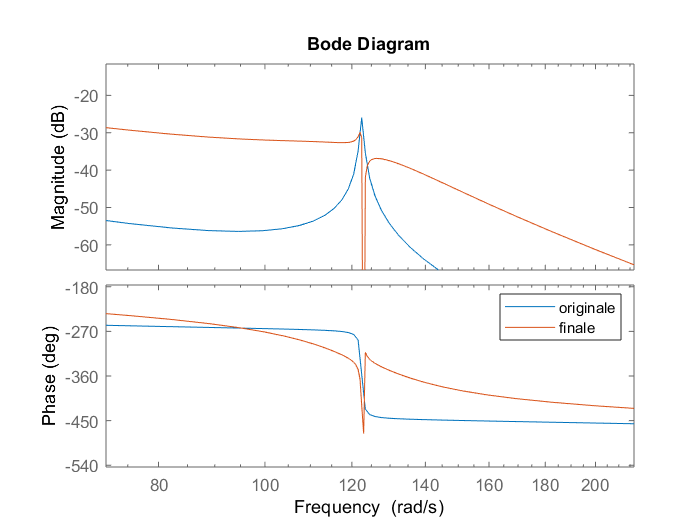 Bode Diagram
Magnitude (dB)
-20
-30
-40
-50
-60
Phase (deg)
-180
-270
-360
-450
-540
originale
finale
80 100 120 140 160 180 200
Frequency (rad/s)